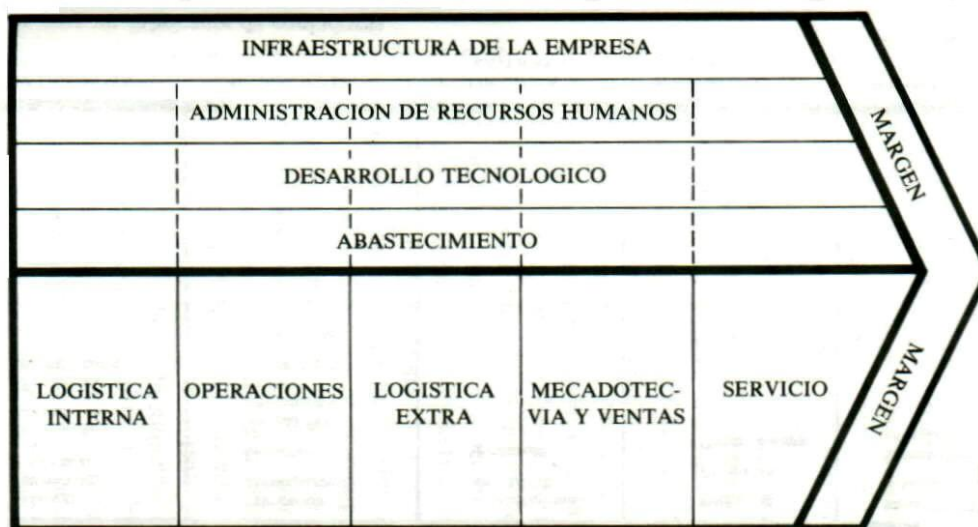 INFRAESTRUCTURA DE LA EMPRESA
ADMINISTRACION DE RECURSOS HUMANOS
DESARROLLO TECNOLOGICO
ABASTECIMIENTO
MARGEN
LOGISTICA
INTERNA
OPERACIONES
LOGISTICA
EXTRA
MECADOTEC-
VIA Y VENTAS
SERVICIO
MARGEN